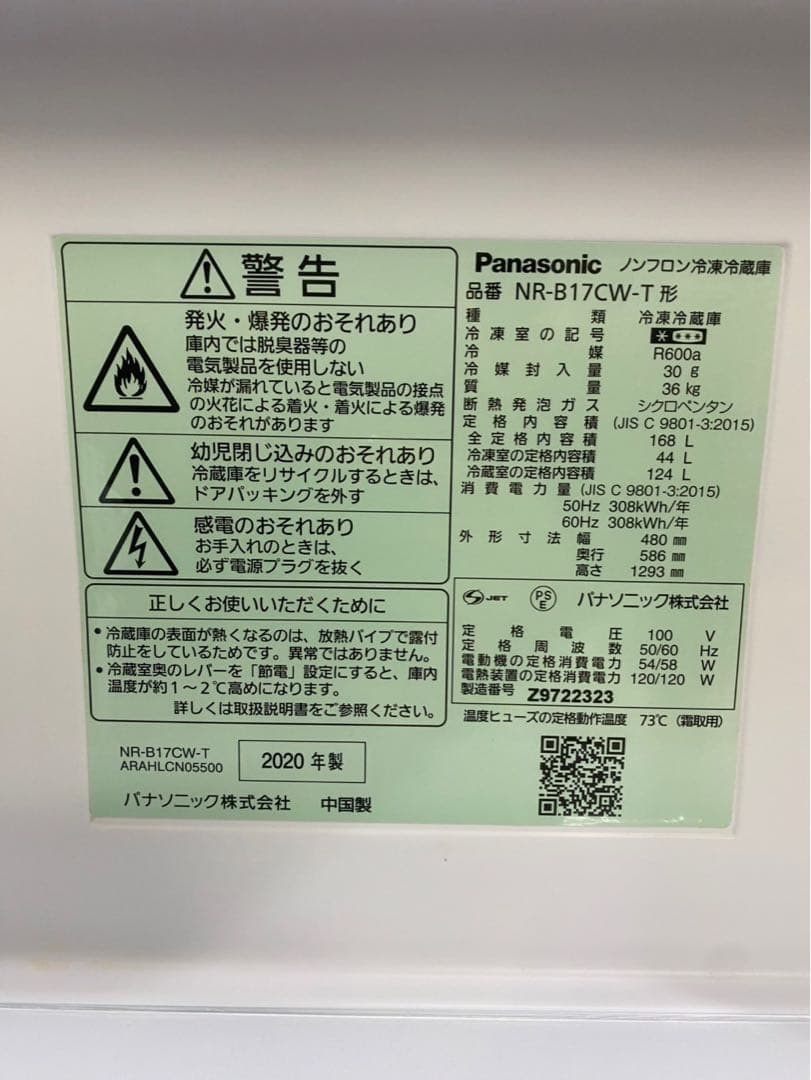 警告
発火・爆発のおそれあり
庫内では脱臭器等の
電気製品を使用しない
冷媒が漏れていると電気製品の接点
の火花による着火・着火による爆発
のおそれがあります
幼児閉じ込みのおそれあり
冷蔵庫をリサイクルするときは、
ドアパッキングを外す
感電のおそれあり
お手入れのときは、
必ず電源プラグを抜く
正しくお使いいただくために
・冷蔵庫の表面が熱くなるのは、放熱パイプで露付
防止をしているためです。異常ではありません。
・冷蔵室奥のレバーを「節電」設定にすると、庫内
温度が約1〜2℃高めになります。
詳しくは取扱説明書をご参照ください。
NR-B17CW-T
ARAHLCN05500
2020 年製
パナソニック株式会社 中国製
Panasonic ノンフロン冷凍冷蔵庫
品番 NR-B17CW-T 形
種類 冷凍冷蔵庫
冷凍室の記号
冷媒 R600a
冷媒封入量 30 g
質量 36 kg
断熱発泡ガス シクロペンタン
定格内容積 (JIS C 9801-3:2015)
全定格内容積 168 L
冷凍室の定格内容積 44 L
冷蔵室の定格内容積 124 L
消費電力量 (JIS C 9801-3:2015)
50Hz 308kWh/年
60Hz 308kWh/年
外形寸法 幅 480 mm
奥行 586 mm
高さ 1293 mm
JET PSE パナソニック株式会社
定格電圧 100 V
定格周波数 50/60 Hz
電動機の定格消費電力 54/58 W
電熱装置の定格消費電力 120/120 W
製造番号 Z9722323
温度ヒューズの定格動作温度 73℃（霜取用）